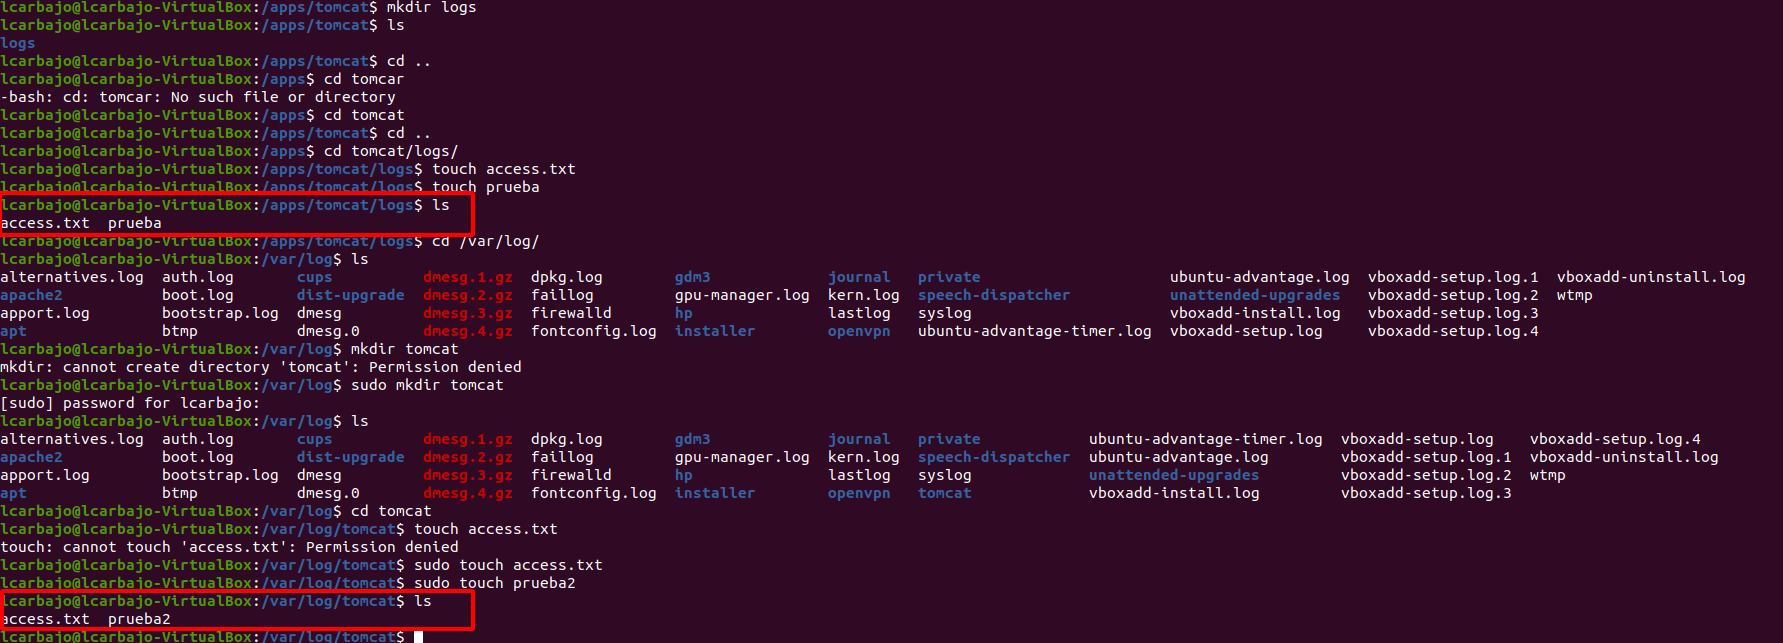 lcarbajo@lcarbajo-VirtualBox:/apps/tomcat$ mkdir logs
lcarbajo@lcarbajo-VirtualBox:/apps/tomcat$ ls
logs
lcarbajo@lcarbajo-VirtualBox:/apps/tomcat$ cd ..
lcarbajo@lcarbajo-VirtualBox:/apps$ cd tomcar
-bash: cd: tomcar: No such file or directory
lcarbajo@lcarbajo-VirtualBox:/apps$ cd tomcat
lcarbajo@lcarbajo-VirtualBox:/apps/tomcat$ cd ..
lcarbajo@lcarbajo-VirtualBox:/apps$ cd tomcat/logs/
lcarbajo@lcarbajo-VirtualBox:/apps/tomcat/logs$ touch access.txt
lcarbajo@lcarbajo-VirtualBox:/apps/tomcat/logs$ touch prueba
lcarbajo@lcarbajo-VirtualBox:/apps/tomcat/logs$ ls
access.txt  prueba
lcarbajo@lcarbajo-VirtualBox:/apps/tomcat/logs$ cd /var/log/
lcarbajo@lcarbajo-VirtualBox:/var/log$ ls
alternatives.log  auth.log       cups          dmesg.1.gz  dpkg.log        gdm3             journal   private            ubuntu-advantage.log  vboxadd-setup.log.1  vboxadd-uninstall.log
apache2           boot.log       dist-upgrade  dmesg.2.gz  faillog         gpu-manager.log  kern.log  speech-dispatcher  unattended-upgrades   vboxadd-setup.log.2  wtmp
apport.log        bootstrap.log  dmesg         dmesg.3.gz  firewalld       hp               lastlog   syslog             vboxadd-install.log   vboxadd-setup.log.3
apt               btmp           dmesg.0       dmesg.4.gz  fontconfig.log  installer        openvpn   ubuntu-advantage-timer.log  vboxadd-setup.log  vboxadd-setup.log.4
lcarbajo@lcarbajo-VirtualBox:/var/log$ mkdir tomcat
mkdir: cannot create directory 'tomcat': Permission denied
lcarbajo@lcarbajo-VirtualBox:/var/log$ sudo mkdir tomcat
[sudo] password for lcarbajo:
lcarbajo@lcarbajo-VirtualBox:/var/log$ ls
alternatives.log  auth.log       cups          dmesg.1.gz  dpkg.log        gdm3             journal   private            ubuntu-advantage-timer.log  vboxadd-setup.log    vboxadd-setup.log.4
apache2           boot.log       dist-upgrade  dmesg.2.gz  faillog         gpu-manager.log  kern.log  speech-dispatcher  ubuntu-advantage.log        vboxadd-setup.log.1  vboxadd-uninstall.log
apport.log        bootstrap.log  dmesg         dmesg.3.gz  firewalld       hp               lastlog   syslog             unattended-upgrades         vboxadd-setup.log.2  wtmp
apt               btmp           dmesg.0       dmesg.4.gz  fontconfig.log  installer        openvpn   tomcat             vboxadd-install.log         vboxadd-setup.log.3
lcarbajo@lcarbajo-VirtualBox:/var/log$ cd tomcat
lcarbajo@lcarbajo-VirtualBox:/var/log/tomcat$ touch access.txt
touch: cannot touch 'access.txt': Permission denied
lcarbajo@lcarbajo-VirtualBox:/var/log/tomcat$ sudo touch access.txt
lcarbajo@lcarbajo-VirtualBox:/var/log/tomcat$ sudo touch prueba2
lcarbajo@lcarbajo-VirtualBox:/var/log/tomcat$ ls
access.txt  prueba2
lcarbajo@lcarbajo-VirtualBox:/var/log/tomcat$